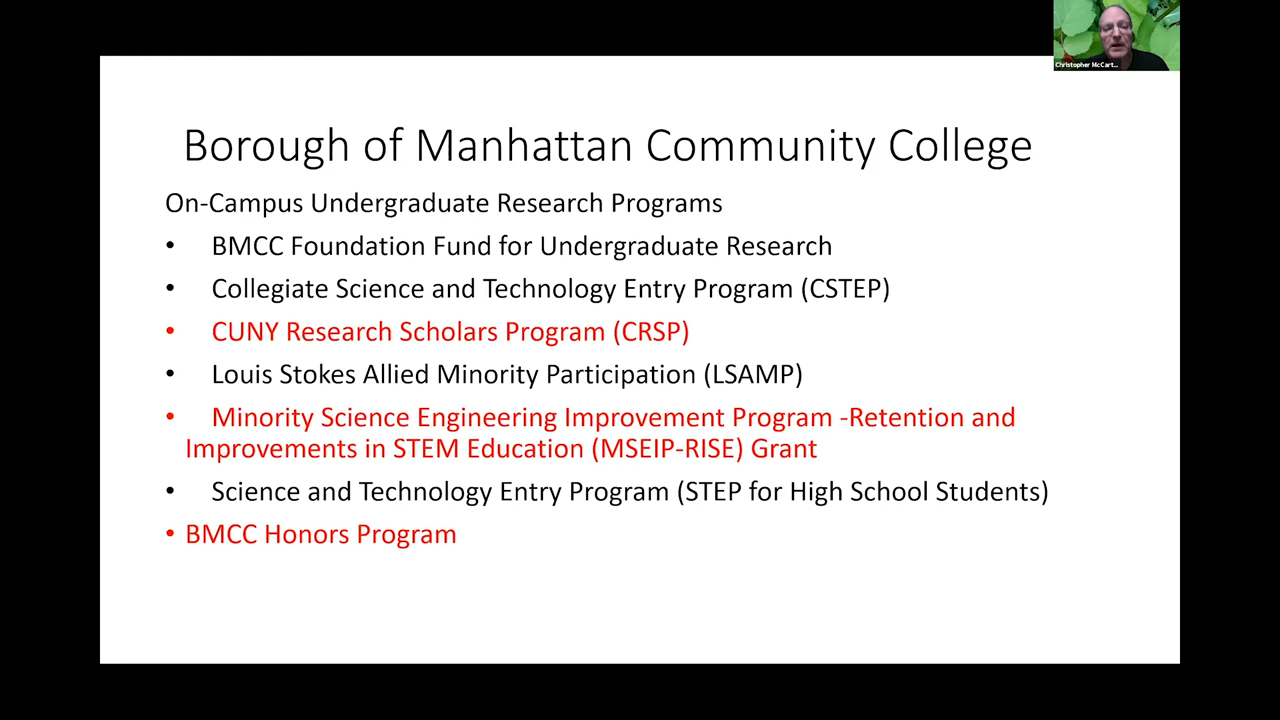 Christopher McCart...
Borough of Manhattan Community College
On-Campus Undergraduate Research Programs
• BMCC Foundation Fund for Undergraduate Research
• Collegiate Science and Technology Entry Program (CSTEP)
• CUNY Research Scholars Program (CRSP)
• Louis Stokes Allied Minority Participation (LSAMP)
• Minority Science Engineering Improvement Program -Retention and
Improvements in STEM Education (MSEIP-RISE) Grant
• Science and Technology Entry Program (STEP for High School Students)
• BMCC Honors Program